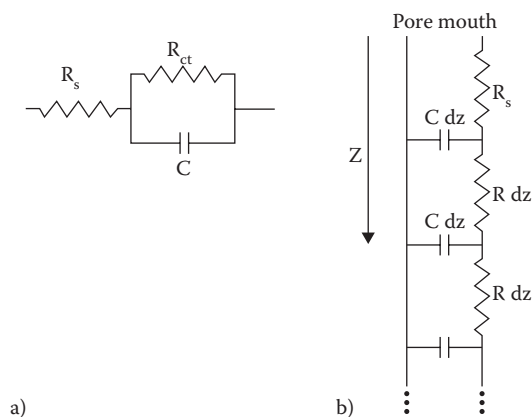 Pore mouth
R_s
R_ct
C
R_s
C dz
Z
R dz
C dz
R dz
a)
b)